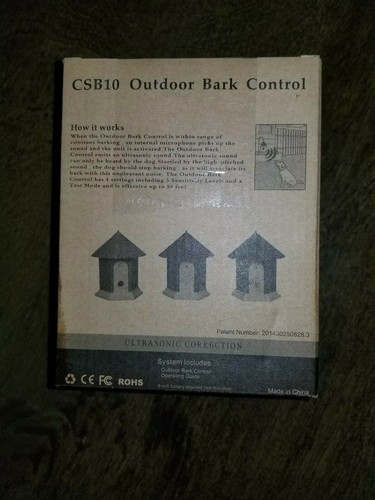 CSB10 Outdoor Bark Control
How it works
When the Outdoor Bark Control is within range of
constant barking , an internal microphone picks up the
sound and the unit is activated The Outdoor Bark
Control emits an ultrasonic sound The ultrasonic sound
can only be heard by the dog Startled by the high-pitched
sound , the dog should stop barking , as it will associate its
bark with this unpleasant noise. The Outdoor Bark
Control has 4 settings including 3 Sensitivity Levels and a
Test Mode and is effective up to 50 feet
Patent Number: 201430250828.3
ULTRASONIC CORRECTION
System includes
Outdoor Bark Control
Operating Guide
CE FC ROHS
Made in China